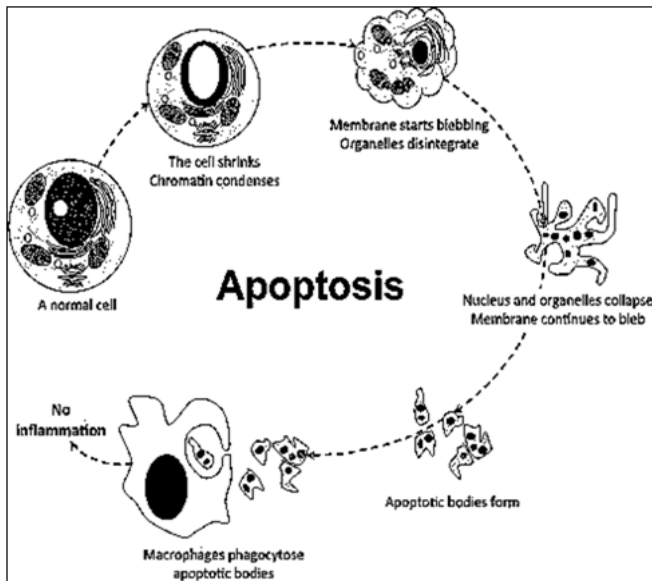 A normal cell
The cell shrinks
Chromatin condenses
Membrane starts blebbing
Organelles disintegrate
Apoptosis
Nucleus and organelles collapse
Membrane continues to bleb
Apoptotic bodies form
Macrophages phagocytose
apoptotic bodies
No
inflammation